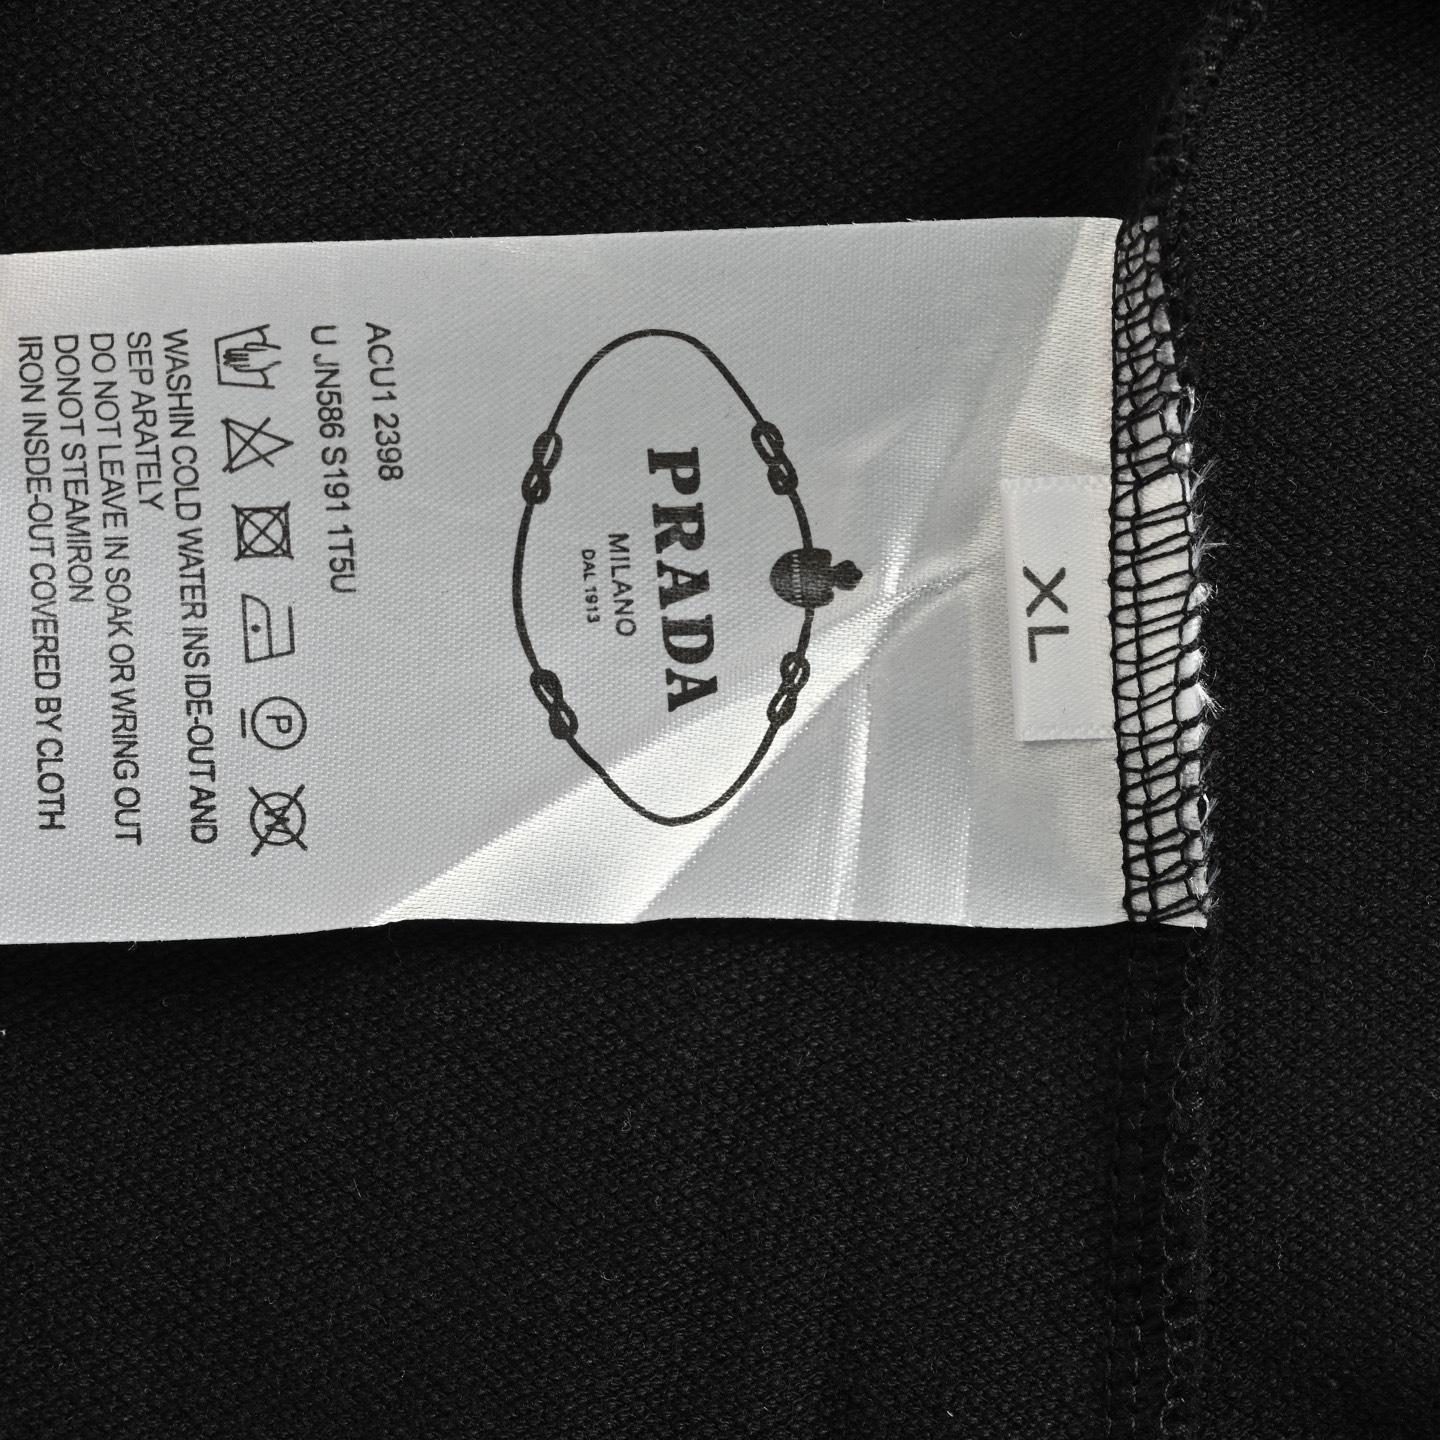 XL
PRADA
MILANO
DAL 1913
ACU1 2398
U JN586 S191 1T5U
P
WASHIN COLD WATER INS IDE-OUT AND
SEP ARATELY
DO NOT LEAVE IN SOAK OR WRING OUT
DONOT STEAMIRON
IRON INSDE-OUT COVERED BY CLOTH